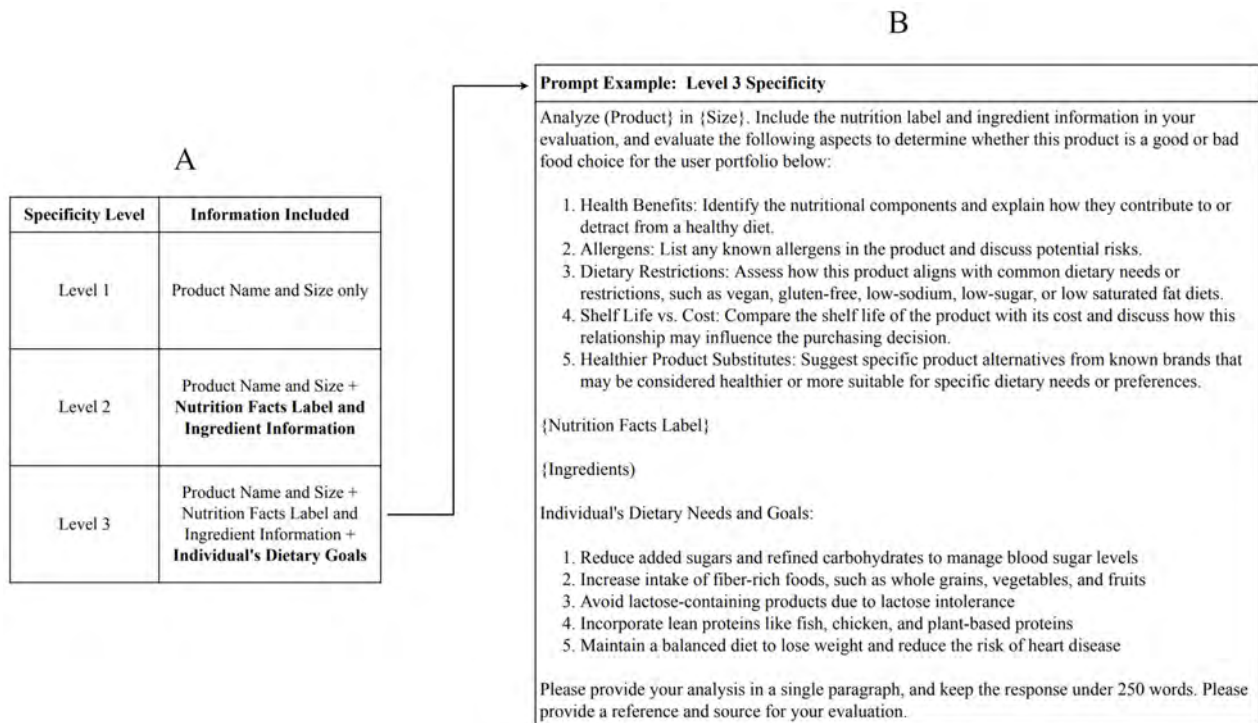 A
Specificity Level
Information Included
Level 1
Product Name and Size only
Level 2
Product Name and Size +
Nutrition Facts Label and
Ingredient Information
Level 3
Product Name and Size +
Nutrition Facts Label and
Ingredient Information +
Individual's Dietary Goals
B
Prompt Example: Level 3 Specificity
Analyze (Product} in {Size}. Include the nutrition label and ingredient information in your
evaluation, and evaluate the following aspects to determine whether this product is a good or bad
food choice for the user portfolio below:
1. Health Benefits: Identify the nutritional components and explain how they contribute to or
detract from a healthy diet.
2. Allergens: List any known allergens in the product and discuss potential risks.
3. Dietary Restrictions: Assess how this product aligns with common dietary needs or
restrictions, such as vegan, gluten-free, low-sodium, low-sugar, or low saturated fat diets.
4. Shelf Life vs. Cost: Compare the shelf life of the product with its cost and discuss how this
relationship may influence the purchasing decision.
5. Healthier Product Substitutes: Suggest specific product alternatives from known brands that
may be considered healthier or more suitable for specific dietary needs or preferences.
{Nutrition Facts Label}
{Ingredients)
Individual's Dietary Needs and Goals:
1. Reduce added sugars and refined carbohydrates to manage blood sugar levels
2. Increase intake of fiber-rich foods, such as whole grains, vegetables, and fruits
3. Avoid lactose-containing products due to lactose intolerance
4. Incorporate lean proteins like fish, chicken, and plant-based proteins
5. Maintain a balanced diet to lose weight and reduce the risk of heart disease
Please provide your analysis in a single paragraph, and keep the response under 250 words. Please
provide a reference and source for your evaluation.